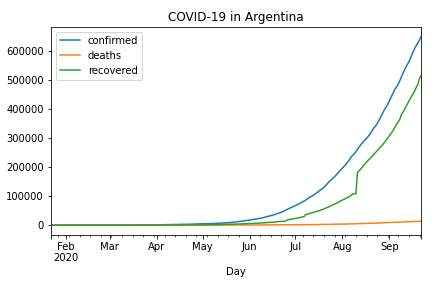 COVID-19 in Argentina
confirmed
deaths
recovered
600000
500000
400000
300000
200000
100000
0
Feb Mar Apr May Jun Jul Aug Sep
2020
Day